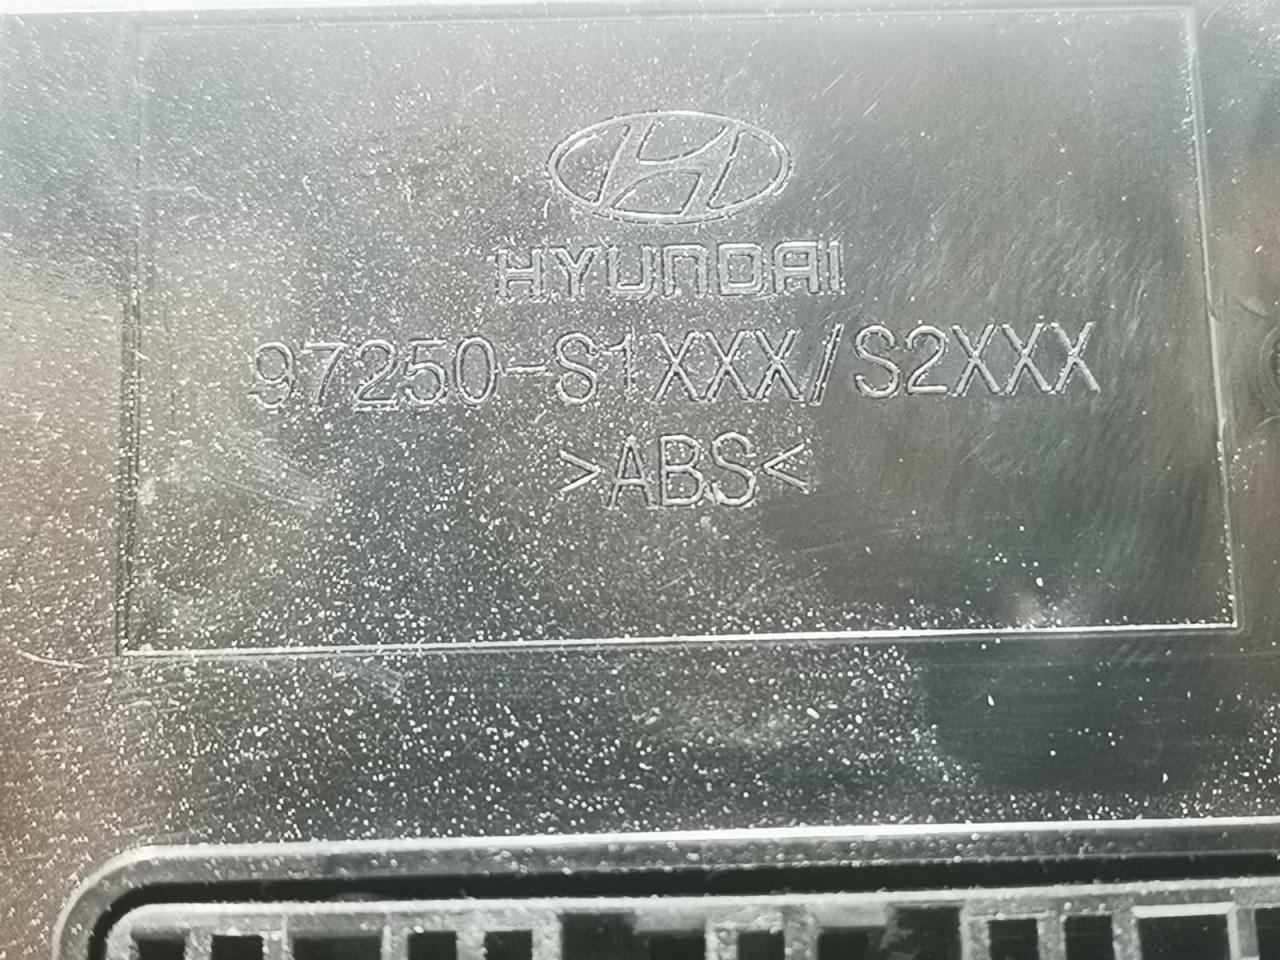 HYUNDAI
97250-S1XXX/S2XXX
>ABS<